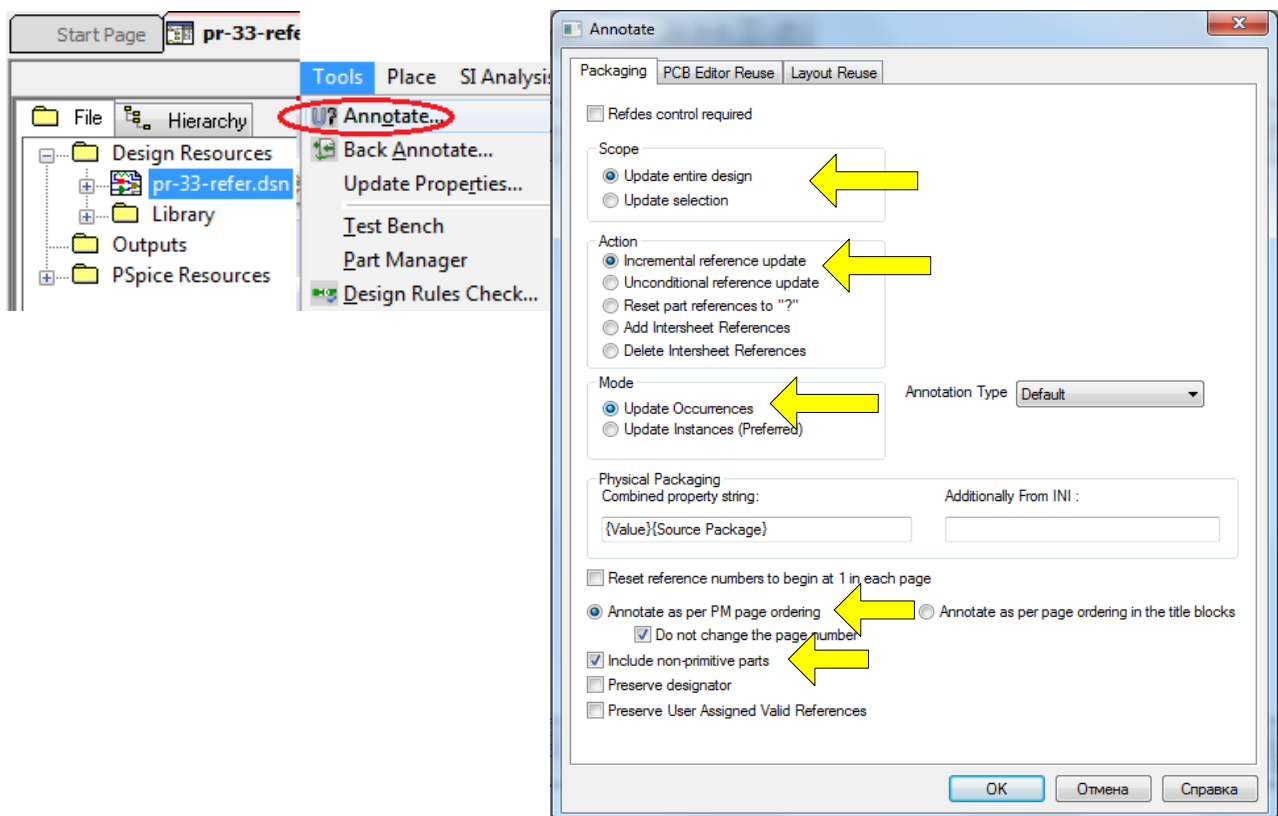 Start Page
pr-33-refe
File
Hierarchy
Design Resources
pr-33-refer.dsn
Library
Outputs
PSpice Resources
Tools Place SI Analysis
Annotate...
Back Annotate...
Update Properties...
Test Bench
Part Manager
Design Rules Check...
Annotate
Packaging PCB Editor Reuse Layout Reuse
Refdes control required
Scope
Update entire design
Update selection
Action
Incremental reference update
Unconditional reference update
Reset part references to "?"
Add Intersheet References
Delete Intersheet References
Mode
Update Occurrences
Update Instances (Preferred)
Annotation Type Default
Physical Packaging
Combined property string: Additionally From INI :
{Value}{Source Package}
Reset reference numbers to begin at 1 in each page
Annotate as per PM page ordering Annotate as per page ordering in the title blocks
Do not change the page number
Include non-primitive parts
Preserve designator
Preserve User Assigned Valid References
OK Отмена Справка